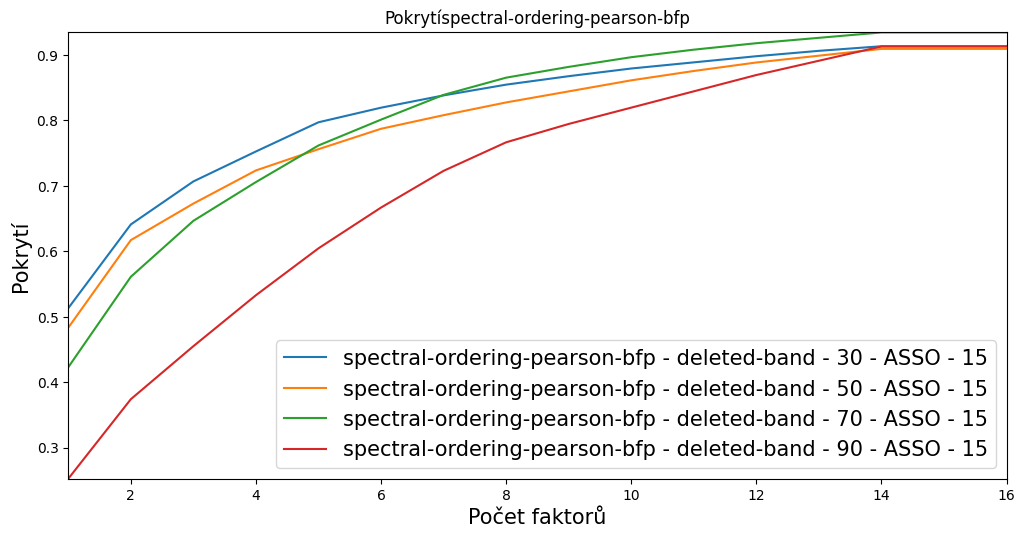 Pokrytíspectral-ordering-pearson-bfp
0.9
0.8
0.7
0.6
0.5
0.4
0.3
Pokrytí
spectral-ordering-pearson-bfp - deleted-band - 30 - ASSO - 15
spectral-ordering-pearson-bfp - deleted-band - 50 - ASSO - 15
spectral-ordering-pearson-bfp - deleted-band - 70 - ASSO - 15
spectral-ordering-pearson-bfp - deleted-band - 90 - ASSO - 15
2 4 6 8 10 12 14 16
Počet faktorů